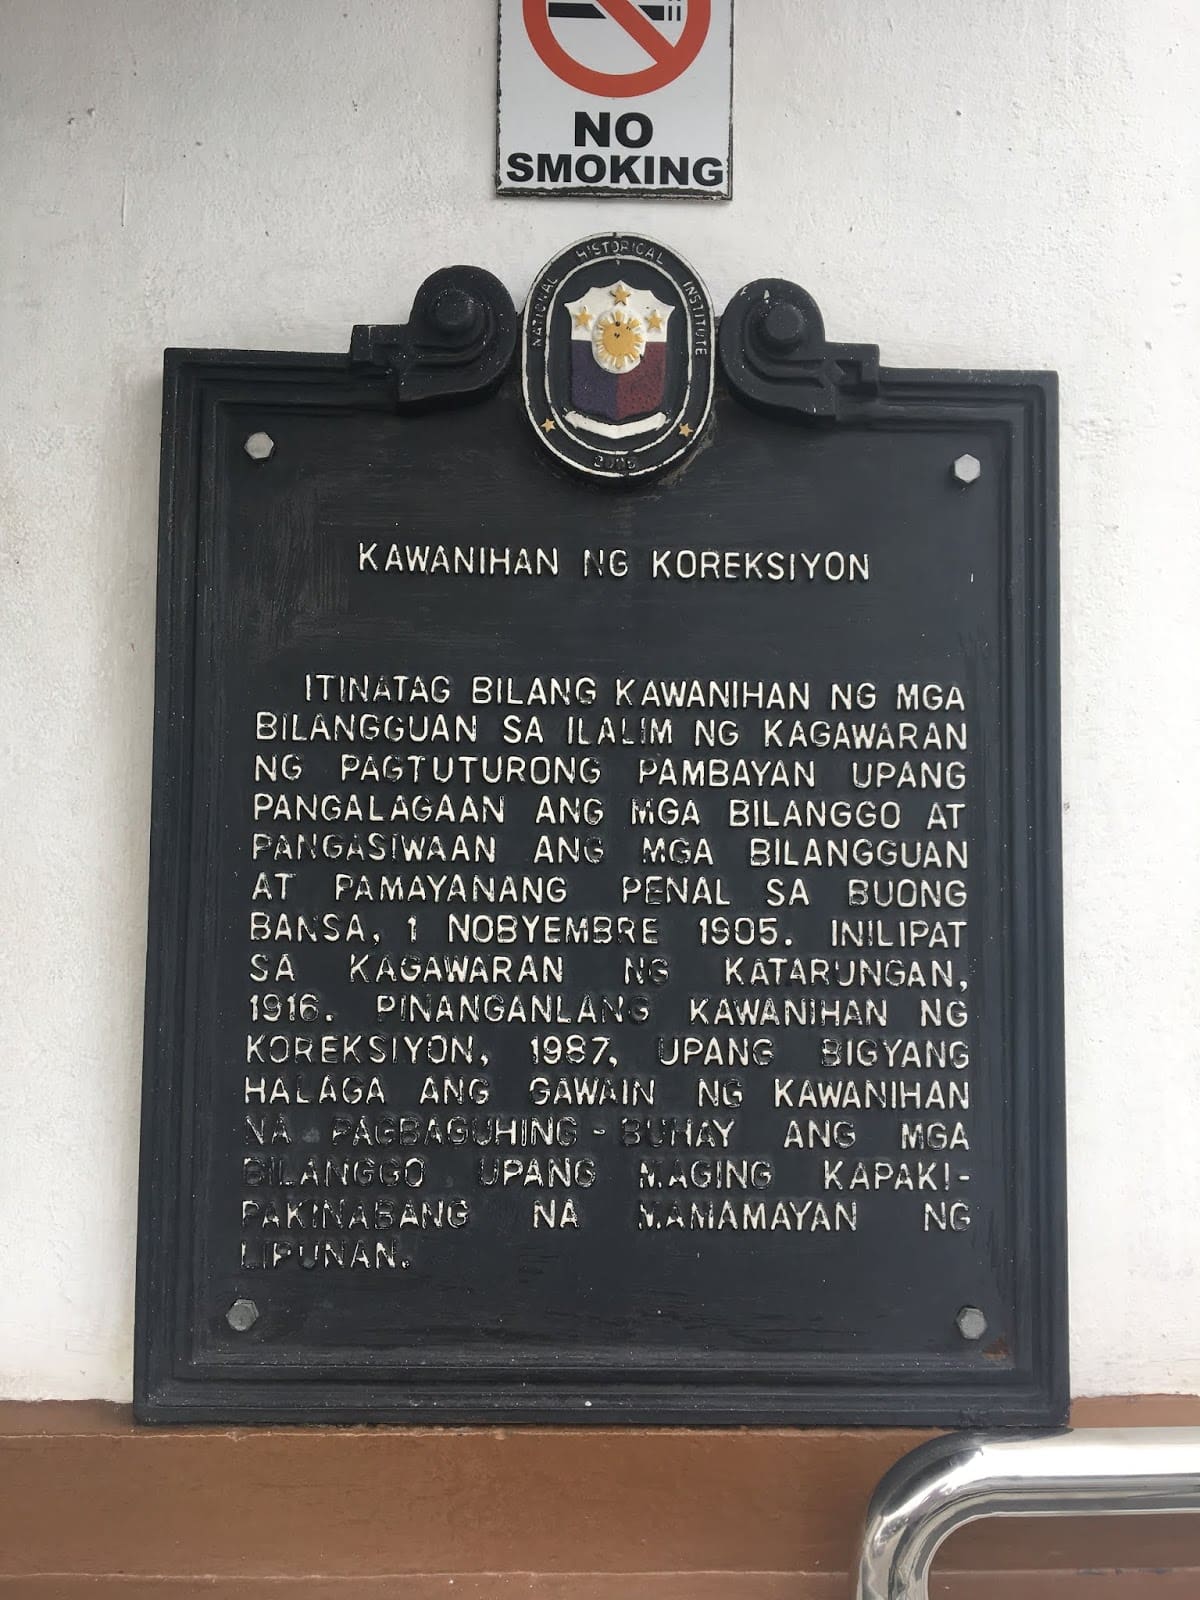 NO
SMOKING
NATIONAL HISTORICAL INSTITUTE
2005
KAWANIHAN NG KOREKSIYON
ITINATAG BILANG KAWANIHAN NG MGA
BILANGGUAN SA ILALIM NG KAGAWARAN
NG PAGTUTURONG PAMBAYAN UPANG
PANGALAGAAN ANG MGA BILANGGO AT
PANGASIWAAN ANG MGA BILANGGUAN
AT PAMAYANANG PENAL SA BUONG
BANSA, 1 NOBYEMBRE 1905. INILIPAT
SA KAGAWARAN NG KATARUNGAN,
1916. PINANGANLANG KAWANIHAN NG
KOREKSIYON, 1987, UPANG BIGYANG
HALAGA ANG GAWAIN NG KAWANIHAN
NA PAGBAGUHING-BUHAY ANG MGA
BILANGGO UPANG MAGING KAPAKI-
PAKINABANG NA MAMAMAYAN NG
LIPUNAN.